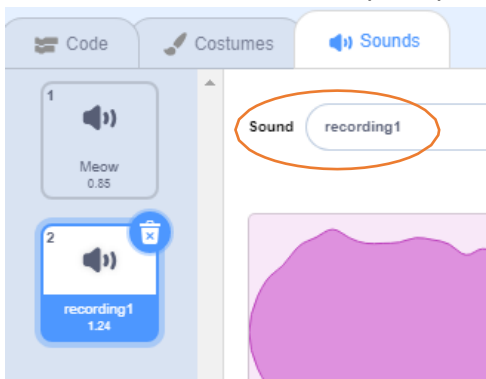 Code Costumes Sounds
1
Meow
0.85
Sound recording1
2
recording1
1.24